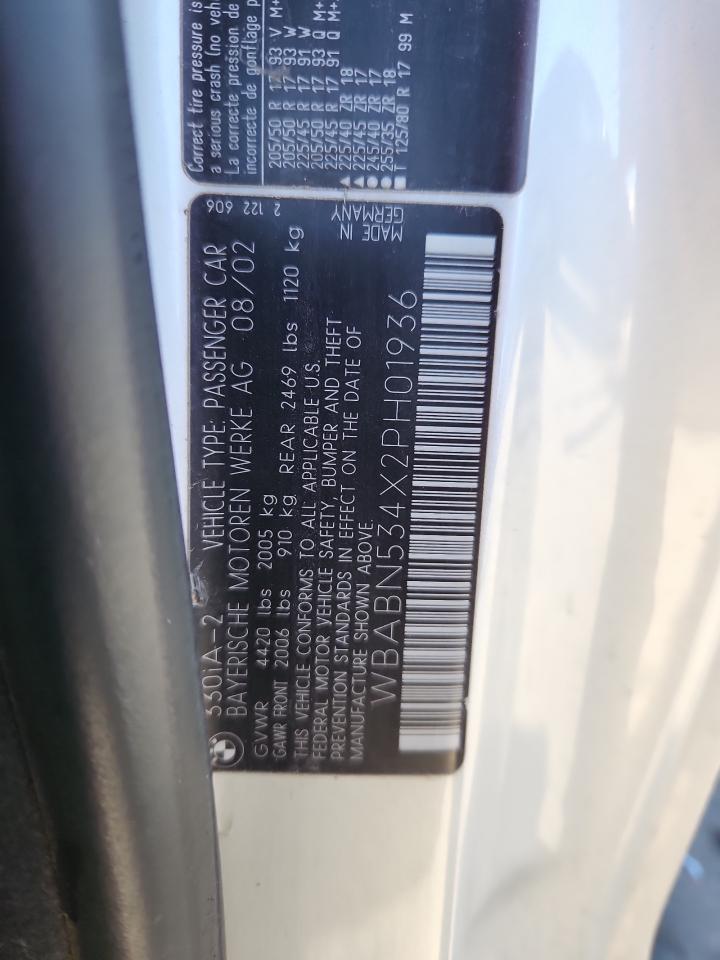 Correct tire pressure is
a serious crash (no veh
La correcte pression de
incorrecte de gonflage p
205/50 R 17 93 V M+
205/50 R 17 93 W
225/45 R 17 91 W
205/50 R 17 93 Q M+
225/45 R 17 91 Q M+
225/40 ZR 18
225/45 ZR 17
245/40 ZR 17
255/35 ZR 18
T 125/80 R 17 99 M
330iA-2 VEHICLE TYPE: PASSENGER CAR
2 122 606
BAYERISCHE MOTOREN WERKE AG 08/02
GVWR 4420 lbs 2005 kg
GAWR FRONT 2006 lbs 910 kg REAR 2469 lbs 1120 kg
THIS VEHICLE CONFORMS TO ALL APPLICABLE U.S.
FEDERAL MOTOR VEHICLE SAFETY, BUMPER AND THEFT
PREVENTION STANDARDS IN EFFECT ON THE DATE OF
MANUFACTURE SHOWN ABOVE.
MADE IN
GERMANY
WBABN534X2PH01936